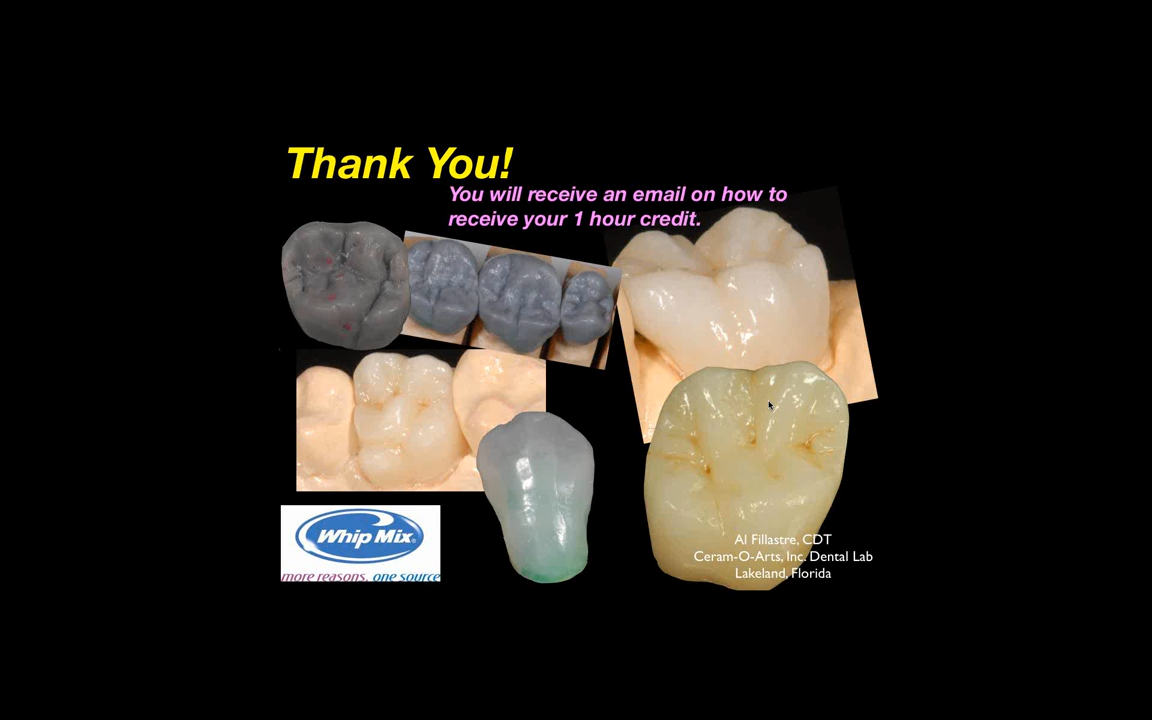 Thank You!
You will receive an email on how to
receive your 1 hour credit.
Whip Mix®
more reasons. one source
Al Fillastre, CDT
Ceram-O-Arts, Inc. Dental Lab
Lakeland, Florida